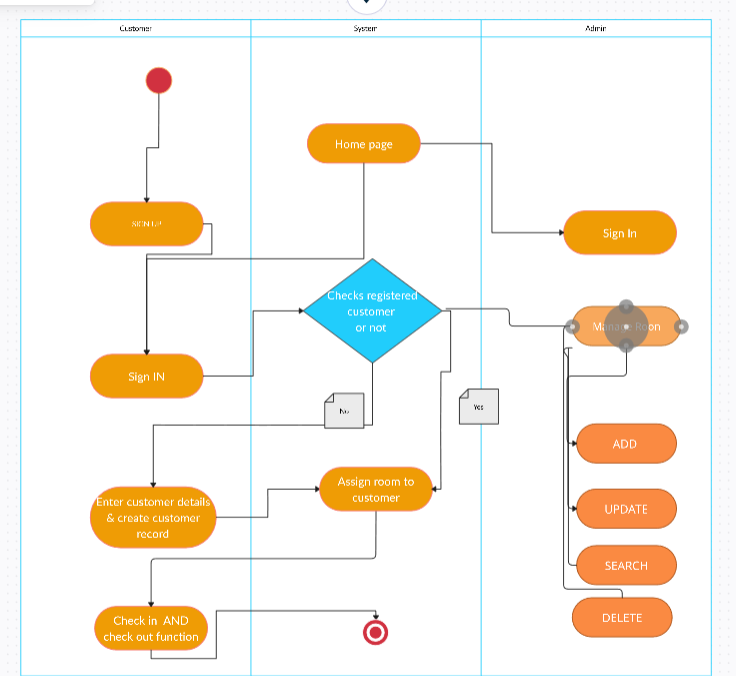 Customer
System
Admin
Home page
SIGN UP
Sign In
Checks registered
customer
or not
Sign IN
No
Yes
Assign room to
customer
ADD
Enter customer details
& create customer
record
UPDATE
SEARCH
Check in AND
check out function
DELETE